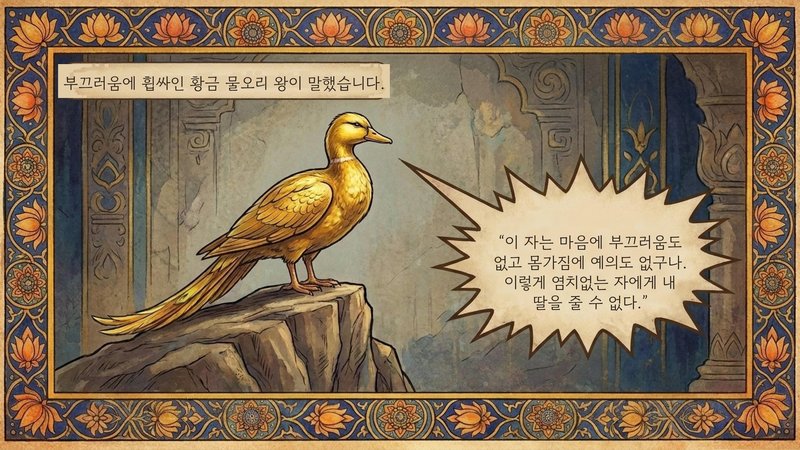 부끄러움에 휩싸인 황금 물오리 왕이 말했습니다.
“이 자는 마음에 부끄러움도
없고 몸가짐에 예의도 없구나.
이렇게 염치없는 자에게 내
딸을 줄 수 없다.”